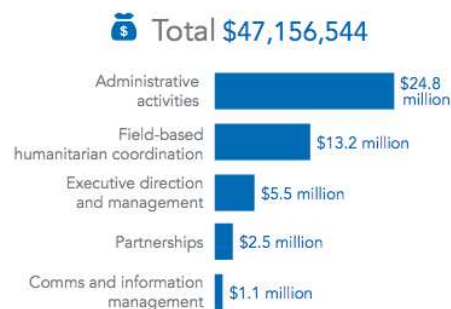 Total $47,156,544
Administrative
activities
$24.8
million
Field-based
humanitarian coordination
$13.2 million
Executive direction
and management
$5.5 million
Partnerships
$2.5 million
Comms and information
management
$1.1 million